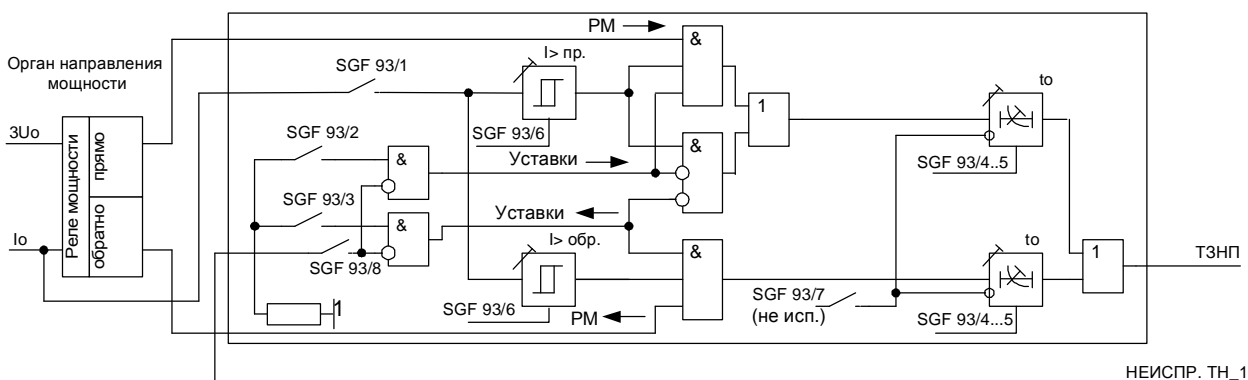 РМ
Орган направления
мощности
3Uo
Io
Реле мощности
прямо
обратно
SGF 93/1
I> пр.
SGF 93/6
&
1
to
SGF 93/4..5
SGF 93/2
&
Уставки
&
SGF 93/3
&
Уставки
SGF 93/8
I> обр.
SGF 93/6
&
РМ
1
SGF 93/7
(не исп.)
to
SGF 93/4...5
1
ТЗНП
НЕИСПР. ТН_1